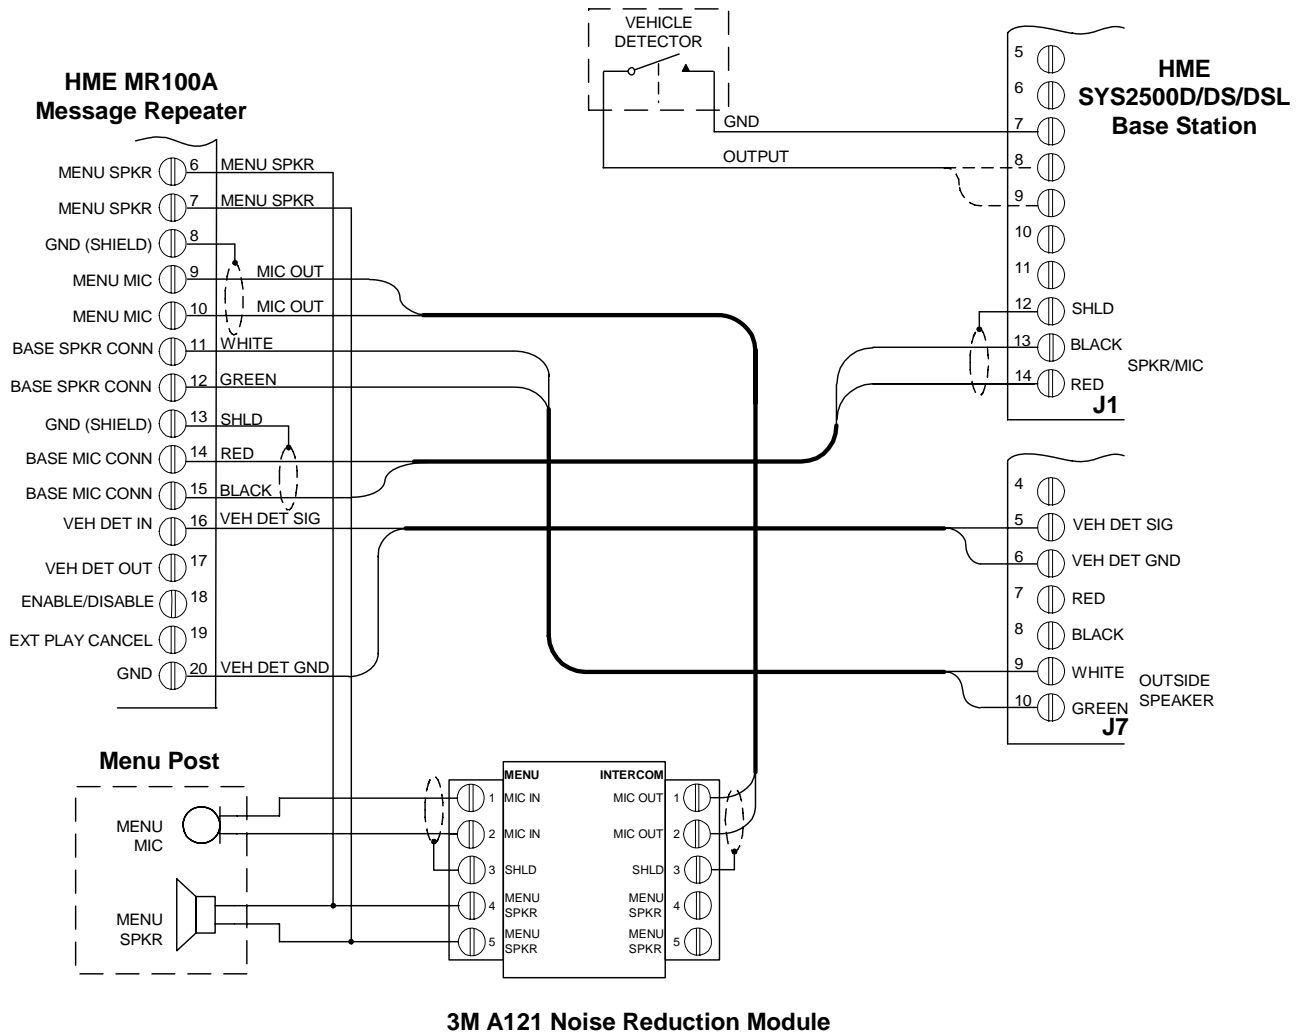 VEHICLE
DETECTOR
GND
OUTPUT
HME MR100A
Message Repeater
MENU SPKR 6 MENU SPKR
MENU SPKR 7 MENU SPKR
GND (SHIELD) 8
MENU MIC 9 MIC OUT
MENU MIC 10 MIC OUT
BASE SPKR CONN 11 WHITE
BASE SPKR CONN 12 GREEN
GND (SHIELD) 13 SHLD
BASE MIC CONN 14 RED
BASE MIC CONN 15 BLACK
VEH DET IN 16 VEH DET SIG
VEH DET OUT 17
ENABLE/DISABLE 18
EXT PLAY CANCEL 19
GND 20 VEH DET GND
HME
SYS2500D/DS/DSL
Base Station
5
6
7
8
9
10
11
12 SHLD
13 BLACK
SPKR/MIC
14 RED
J1
4
5 VEH DET SIG
6 VEH DET GND
7 RED
8 BLACK
9 WHITE
OUTSIDE
SPEAKER
10 GREEN
J7
Menu Post
MENU
MIC
MENU
SPKR
MENU
1 MIC IN
2 MIC IN
3 SHLD
4 MENU
SPKR
5 MENU
SPKR
INTERCOM
MIC OUT 1
MIC OUT 2
SHLD 3
MENU
SPKR 4
MENU
SPKR 5
3M A121 Noise Reduction Module